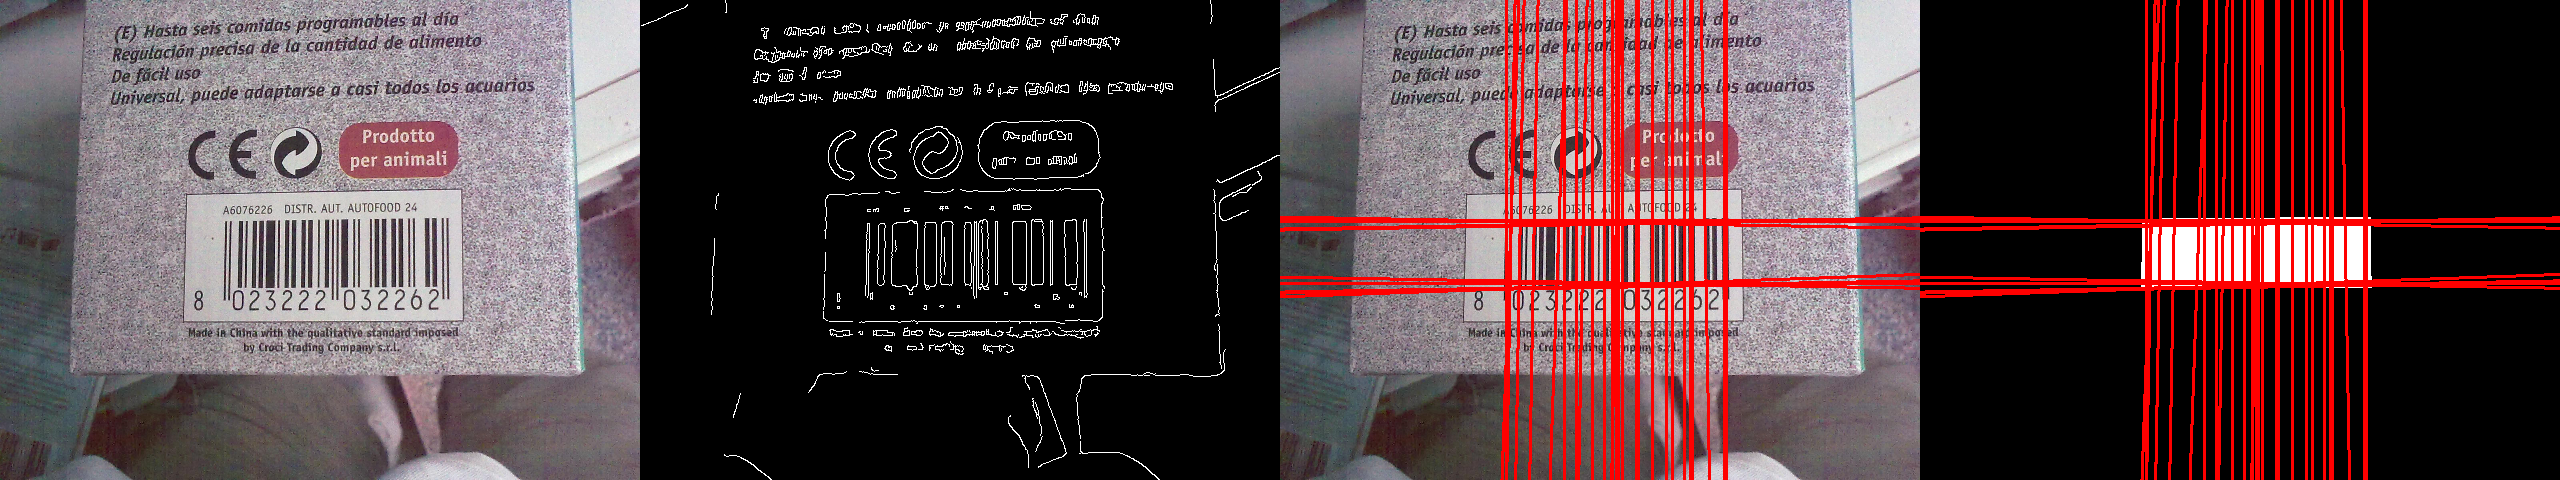 (E) Hasta seis comidas programables al día
Regulación precisa de la cantidad de alimento
De fácil uso
Universal, puede adaptarse a casi todos los acuarios
CE
Prodotto
per animali
A6076226 DISTR. AUT. AUTOFOOD 24
8 023222 032262
Made in China with the qualitative standard imposed
by Croci Trading Company s.r.l.
(E) Hasta seis comidas programables al día
Regulación precisa de la cantidad de alimento
De fácil uso
Universal, puede adaptarse a casi todos los acuarios
CE
Prodotto
per animali
A6076226 DISTR. AUT. AUTOFOOD 24
8 023222 032262
Made in China with the qualitative standard imposed
by Croci Trading Company s.r.l.